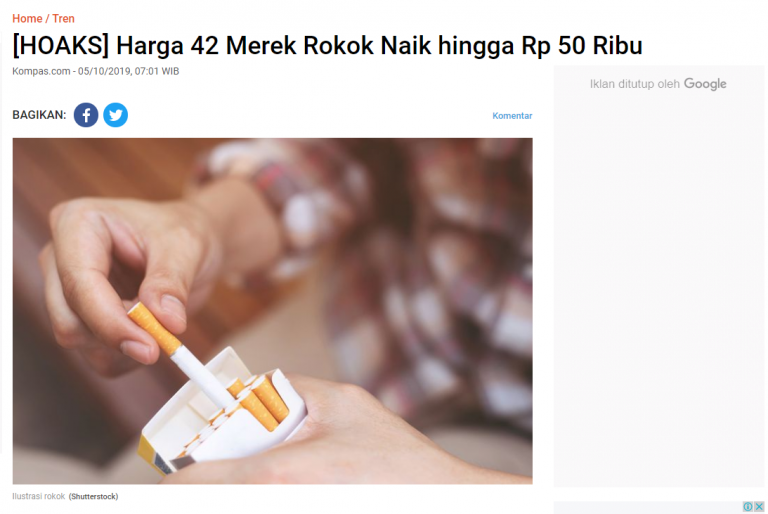 Home / Tren
[HOAKS] Harga 42 Merek Rokok Naik hingga Rp 50 Ribu
Kompas.com - 05/10/2019, 07:01 WIB
Iklan ditutup oleh Google
BAGIKAN:
Komentar
Ilustrasi rokok (Shutterstock)